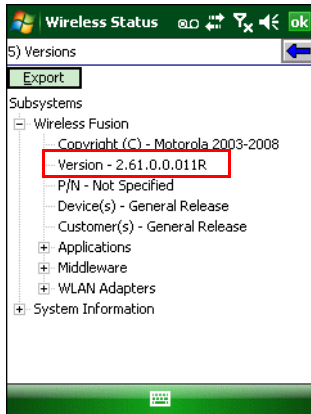 Wireless Status ok
5) Versions
Export
Subsystems
Wireless Fusion
Copyright (C) - Motorola 2003-2008
Version - 2.61.0.0.011R
P/N - Not Specified
Device(s) - General Release
Customer(s) - General Release
Applications
Middleware
WLAN Adapters
System Information